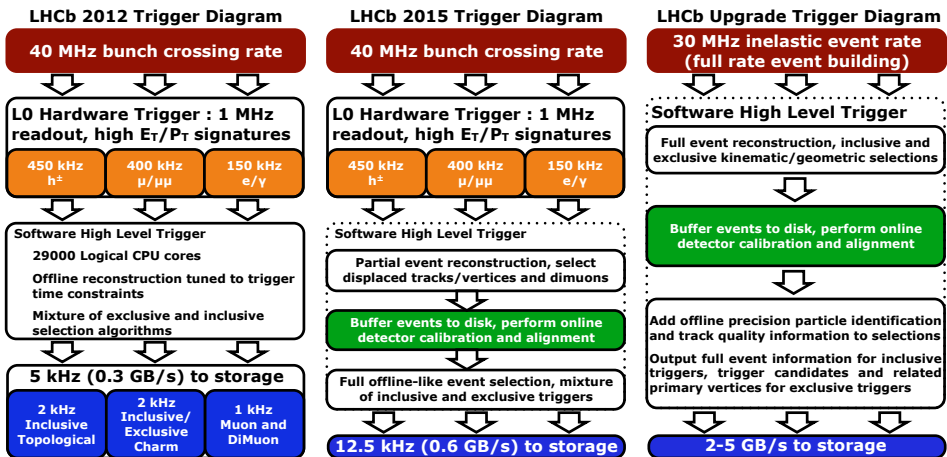 LHCb 2012 Trigger Diagram
40 MHz bunch crossing rate
L0 Hardware Trigger : 1 MHz
readout, high ET/PT signatures
450 kHz
h±
400 kHz
μ/μμ
150 kHz
e/γ
Software High Level Trigger
29000 Logical CPU cores
Offline reconstruction tuned to trigger
time constraints
Mixture of exclusive and inclusive
selection algorithms
5 kHz (0.3 GB/s) to storage
2 kHz
Inclusive
Topological
2 kHz
Inclusive/
Exclusive
Charm
1 kHz
Muon and
DiMuon
LHCb 2015 Trigger Diagram
40 MHz bunch crossing rate
L0 Hardware Trigger : 1 MHz
readout, high ET/PT signatures
450 kHz
h±
400 kHz
μ/μμ
150 kHz
e/γ
Software High Level Trigger
Partial event reconstruction, select
displaced tracks/vertices and dimuons
Buffer events to disk, perform online
detector calibration and alignment
Full offline-like event selection, mixture
of inclusive and exclusive triggers
12.5 kHz (0.6 GB/s) to storage
LHCb Upgrade Trigger Diagram
30 MHz inelastic event rate
(full rate event building)
Software High Level Trigger
Full event reconstruction, inclusive and
exclusive kinematic/geometric selections
Buffer events to disk, perform online
detector calibration and alignment
Add offline precision particle identification
and track quality information to selections
Output full event information for inclusive
triggers, trigger candidates and related
primary vertices for exclusive triggers
2-5 GB/s to storage